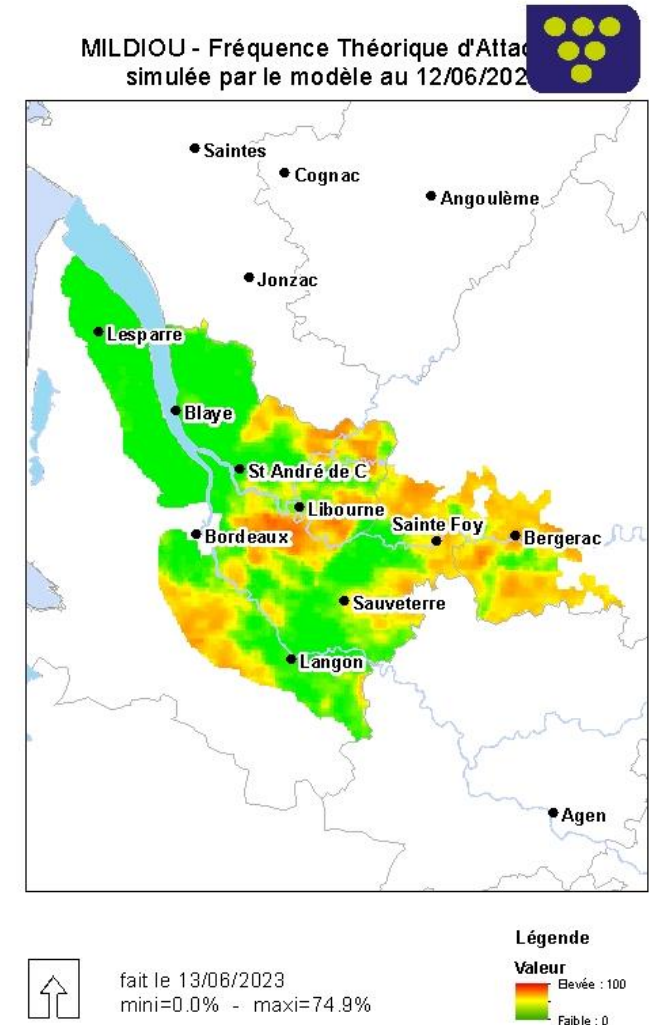 MILDIOU - Fréquence Théorique d'Attaq
simulée par le modèle au 12/06/202
Saintes
Cognac
Angoulème
Jonzac
Lesparre
Blaye
St André de C
Libourne
Sainte Foy
Bordeaux
Bergerac
Sauveterre
Langon
Agen
Légende
Valeur
Elevée : 100
Faible : 0
fait le 13/06/2023
mini=0.0% - maxi=74.9%